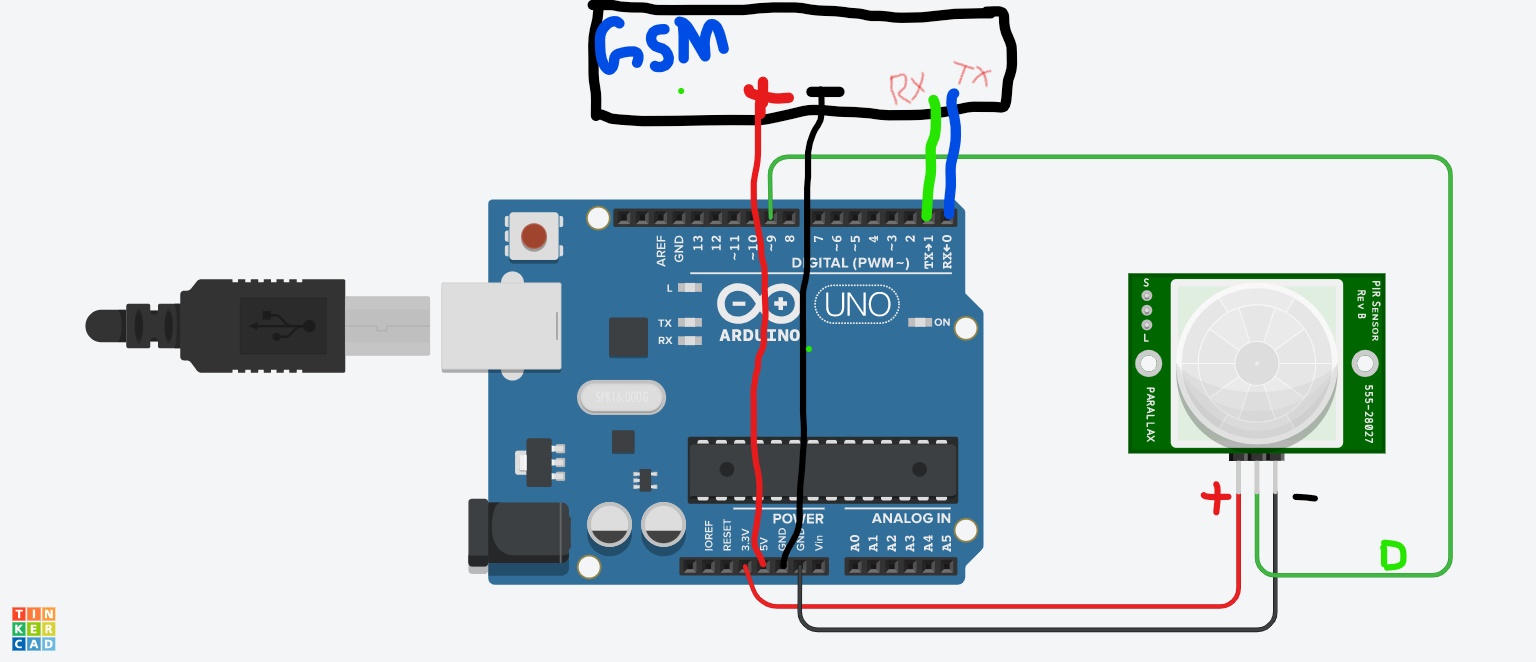 GSM
+
-
RX
TX
AREF
GND
13
12
~11
~10
~9
8
7
~6
~5
4
~3
2
TX→1
RX←0
DIGITAL (PWM~)
L
TX
RX
ARDUINO
UNO
ON
SPK16.000G
IOREF
RESET
3.3V
5V
GND
GND
Vin
POWER
ANALOG IN
A0
A1
A2
A3
A4
A5
S
L
PARALLAX
PIR SENSOR
REV B
555-28027
+
-
D
TIN
KER
CAD